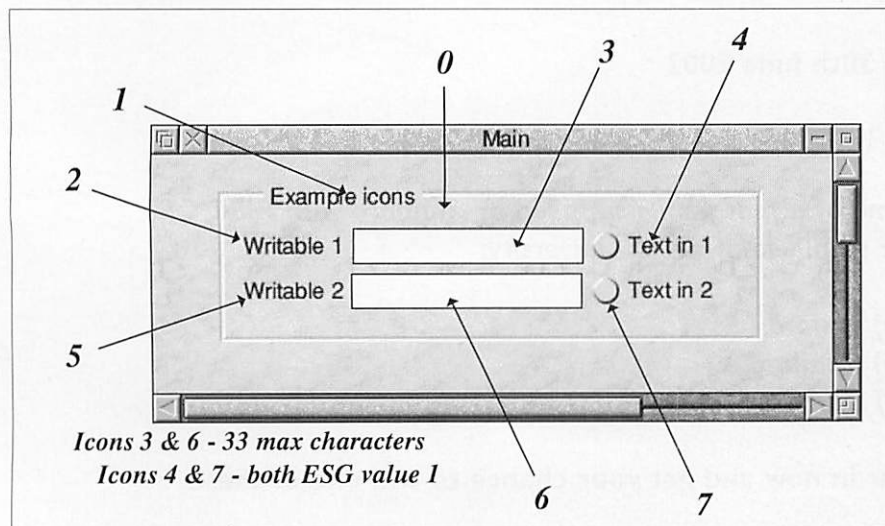 0
3
4
1
Main
2
Example icons
Writable 1
Text in 1
Writable 2
Text in 2
5
Icons 3 & 6 - 33 max characters
Icons 4 & 7 - both ESG value 1
6
7